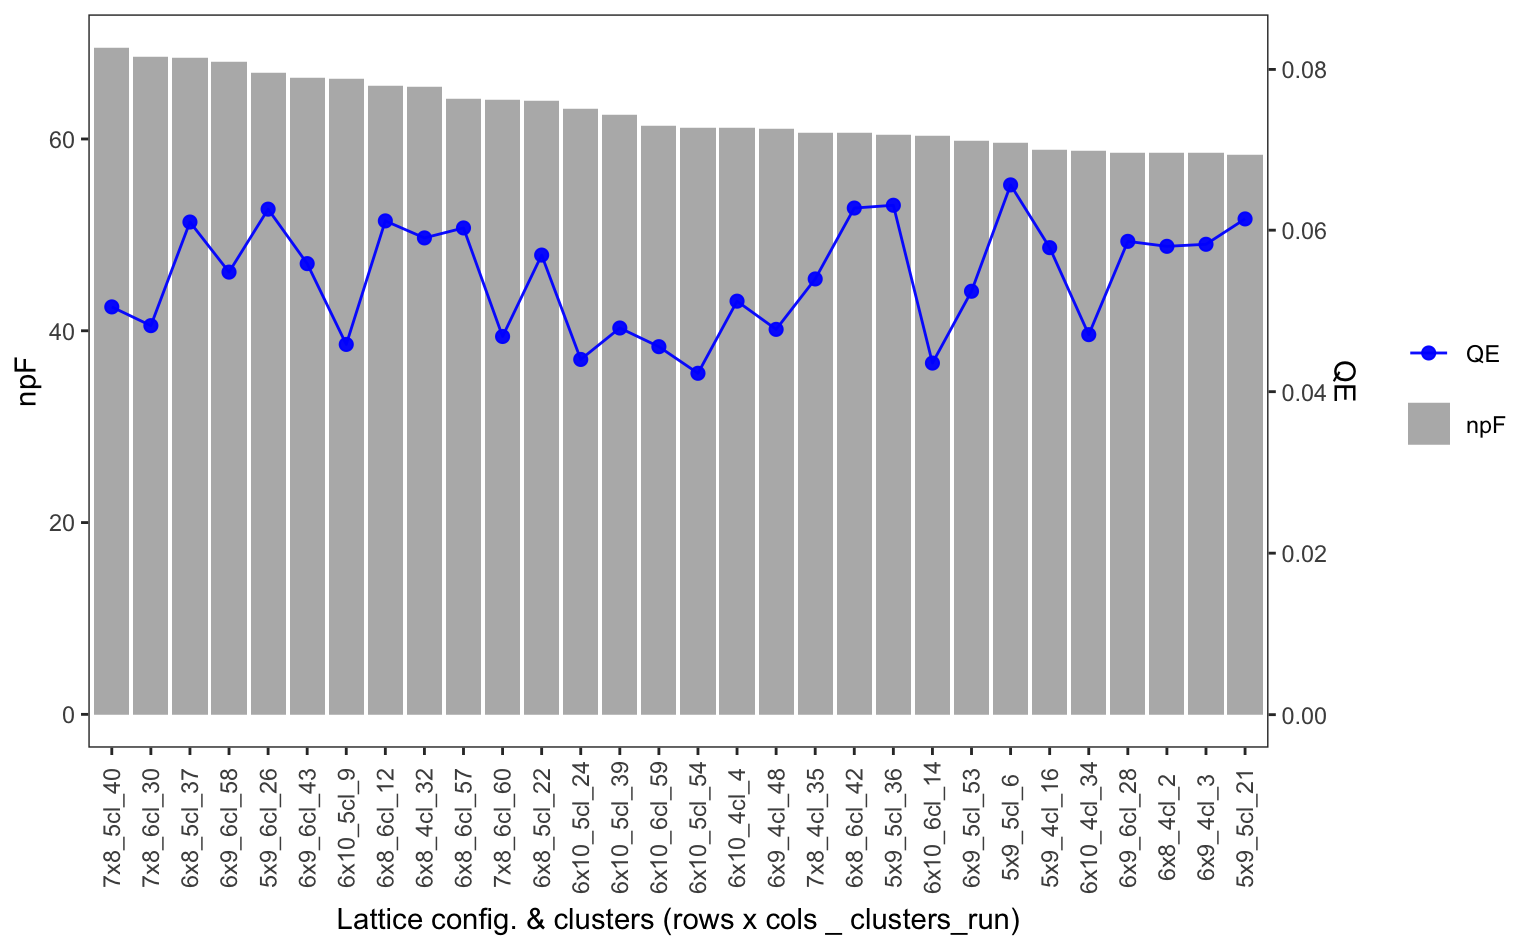 npF
60
40
20
0
0.08
0.06
0.04
0.02
0.00
QE
QE
npF
7x8_5cl_40
7x8_6cl_30
6x8_5cl_37
6x9_6cl_58
5x9_6cl_26
6x9_6cl_43
6x10_5cl_9
6x8_6cl_12
6x8_4cl_32
6x8_6cl_57
7x8_6cl_60
6x8_5cl_22
6x10_5cl_24
6x10_5cl_39
6x10_6cl_59
6x10_5cl_54
6x10_4cl_4
6x9_4cl_48
7x8_4cl_35
6x8_6cl_42
5x9_5cl_36
6x10_6cl_14
6x9_5cl_53
5x9_5cl_6
5x9_4cl_16
6x10_4cl_34
6x9_6cl_28
6x8_4cl_2
6x9_4cl_3
5x9_5cl_21
Lattice config. & clusters (rows x cols _ clusters_run)